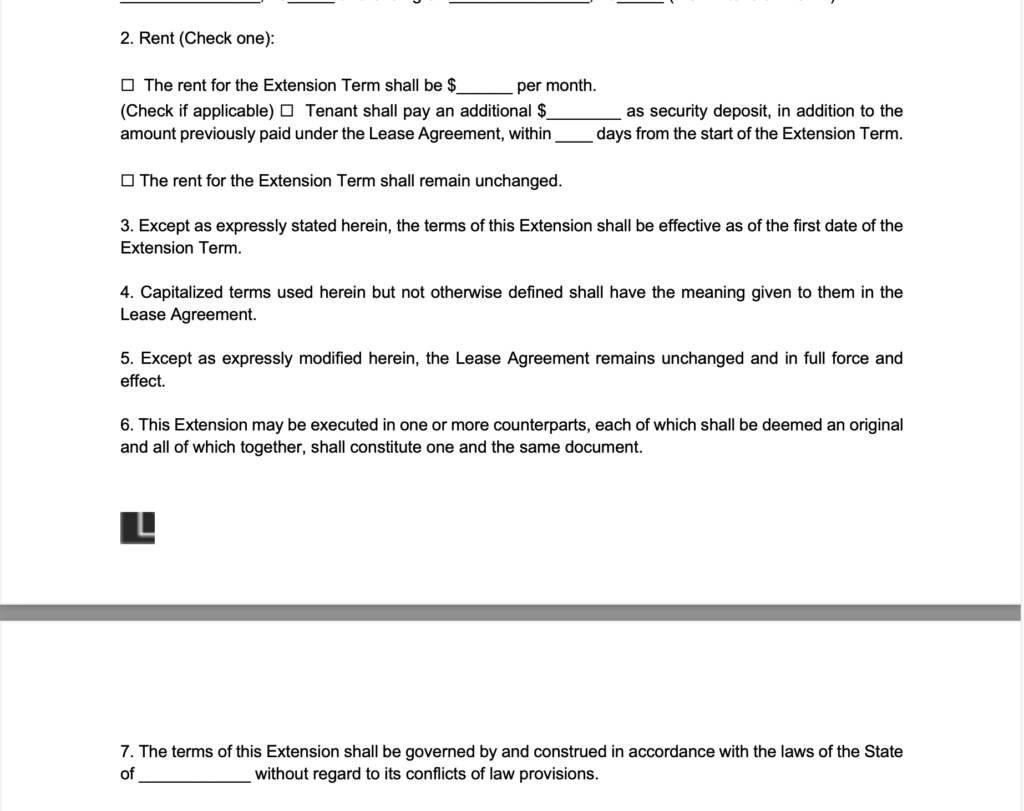 2. Rent (Check one):
☐ The rent for the Extension Term shall be $______ per month.
(Check if applicable) ☐ Tenant shall pay an additional $________ as security deposit, in addition to the
amount previously paid under the Lease Agreement, within ____ days from the start of the Extension Term.
☐ The rent for the Extension Term shall remain unchanged.
3. Except as expressly stated herein, the terms of this Extension shall be effective as of the first date of the
Extension Term.
4. Capitalized terms used herein but not otherwise defined shall have the meaning given to them in the
Lease Agreement.
5. Except as expressly modified herein, the Lease Agreement remains unchanged and in full force and
effect.
6. This Extension may be executed in one or more counterparts, each of which shall be deemed an original
and all of which together, shall constitute one and the same document.
7. The terms of this Extension shall be governed by and construed in accordance with the laws of the State
of ____________ without regard to its conflicts of law provisions.